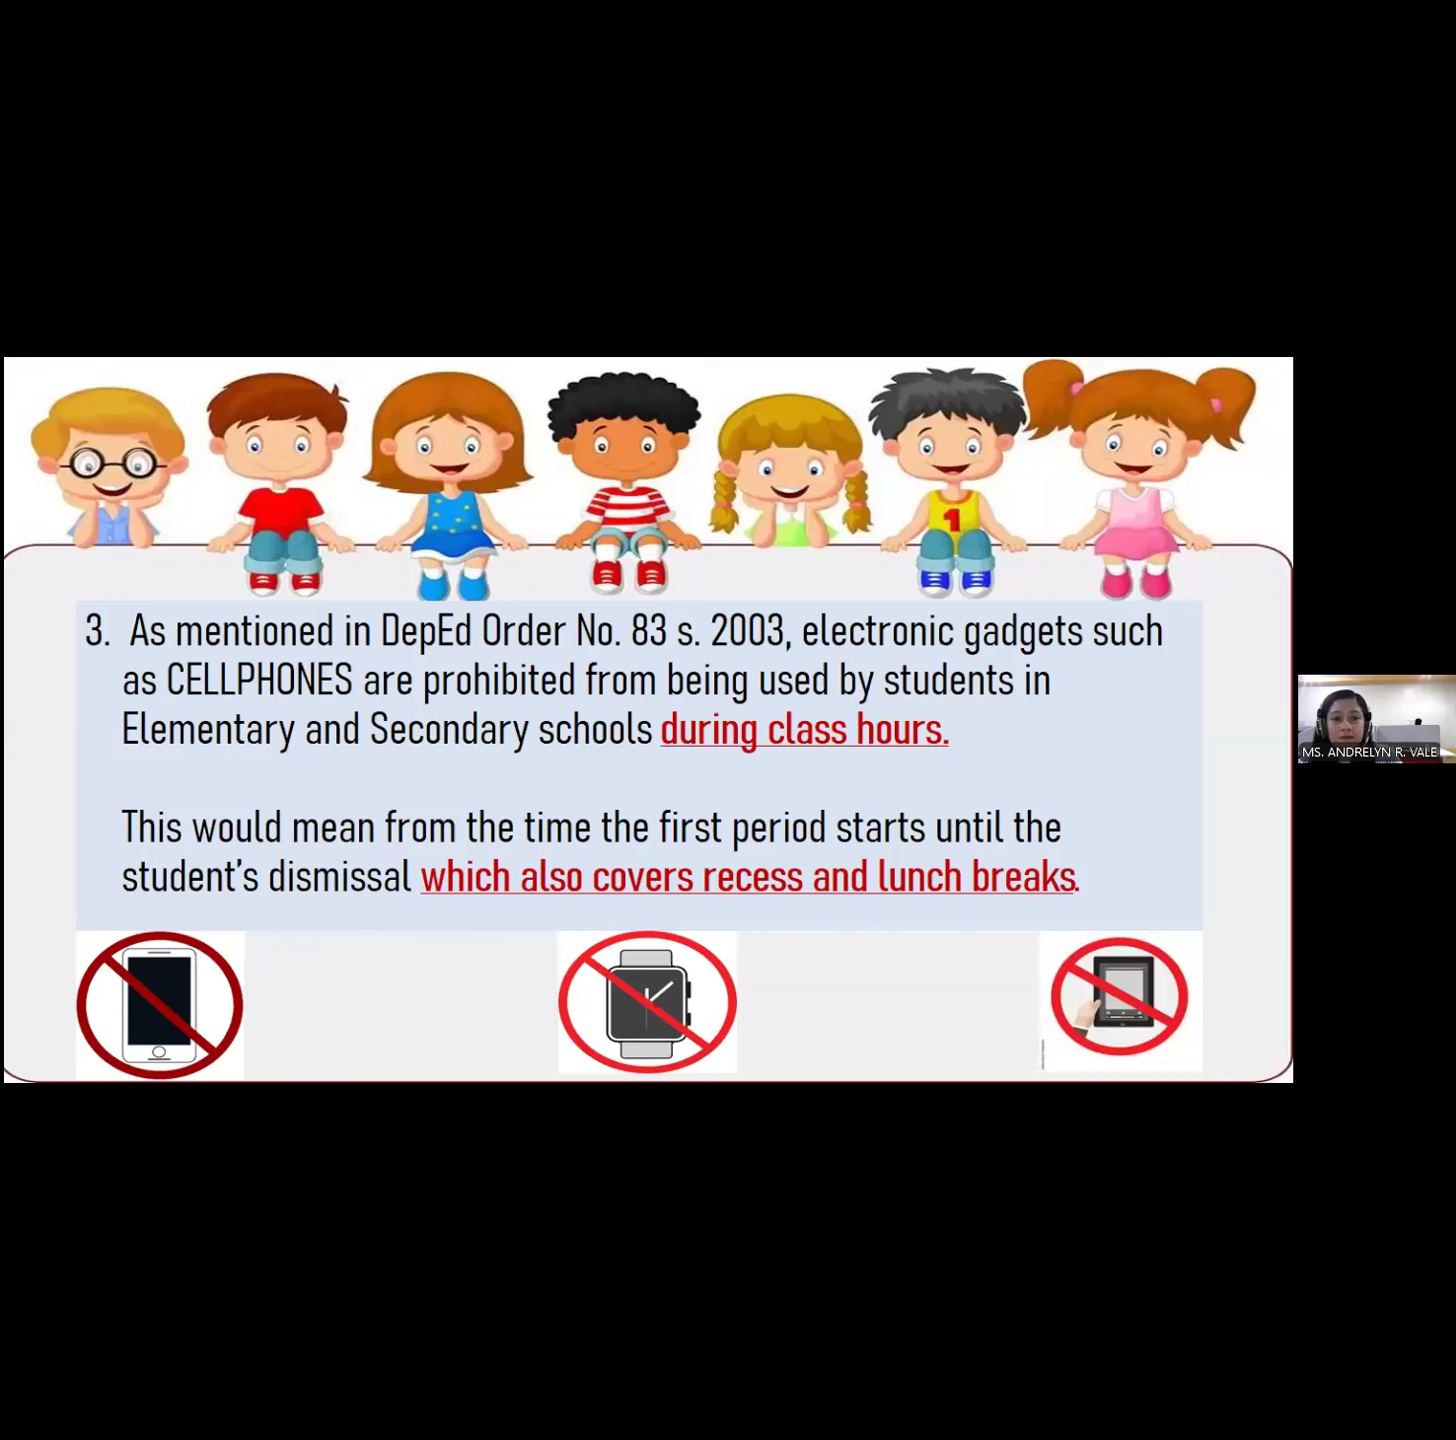 1
3. As mentioned in DepEd Order No. 83 s. 2003, electronic gadgets such
as CELLPHONES are prohibited from being used by students in
Elementary and Secondary schools during class hours.
This would mean from the time the first period starts until the
student's dismissal which also covers recess and lunch breaks.
MS. ANDRELYN R. VALE